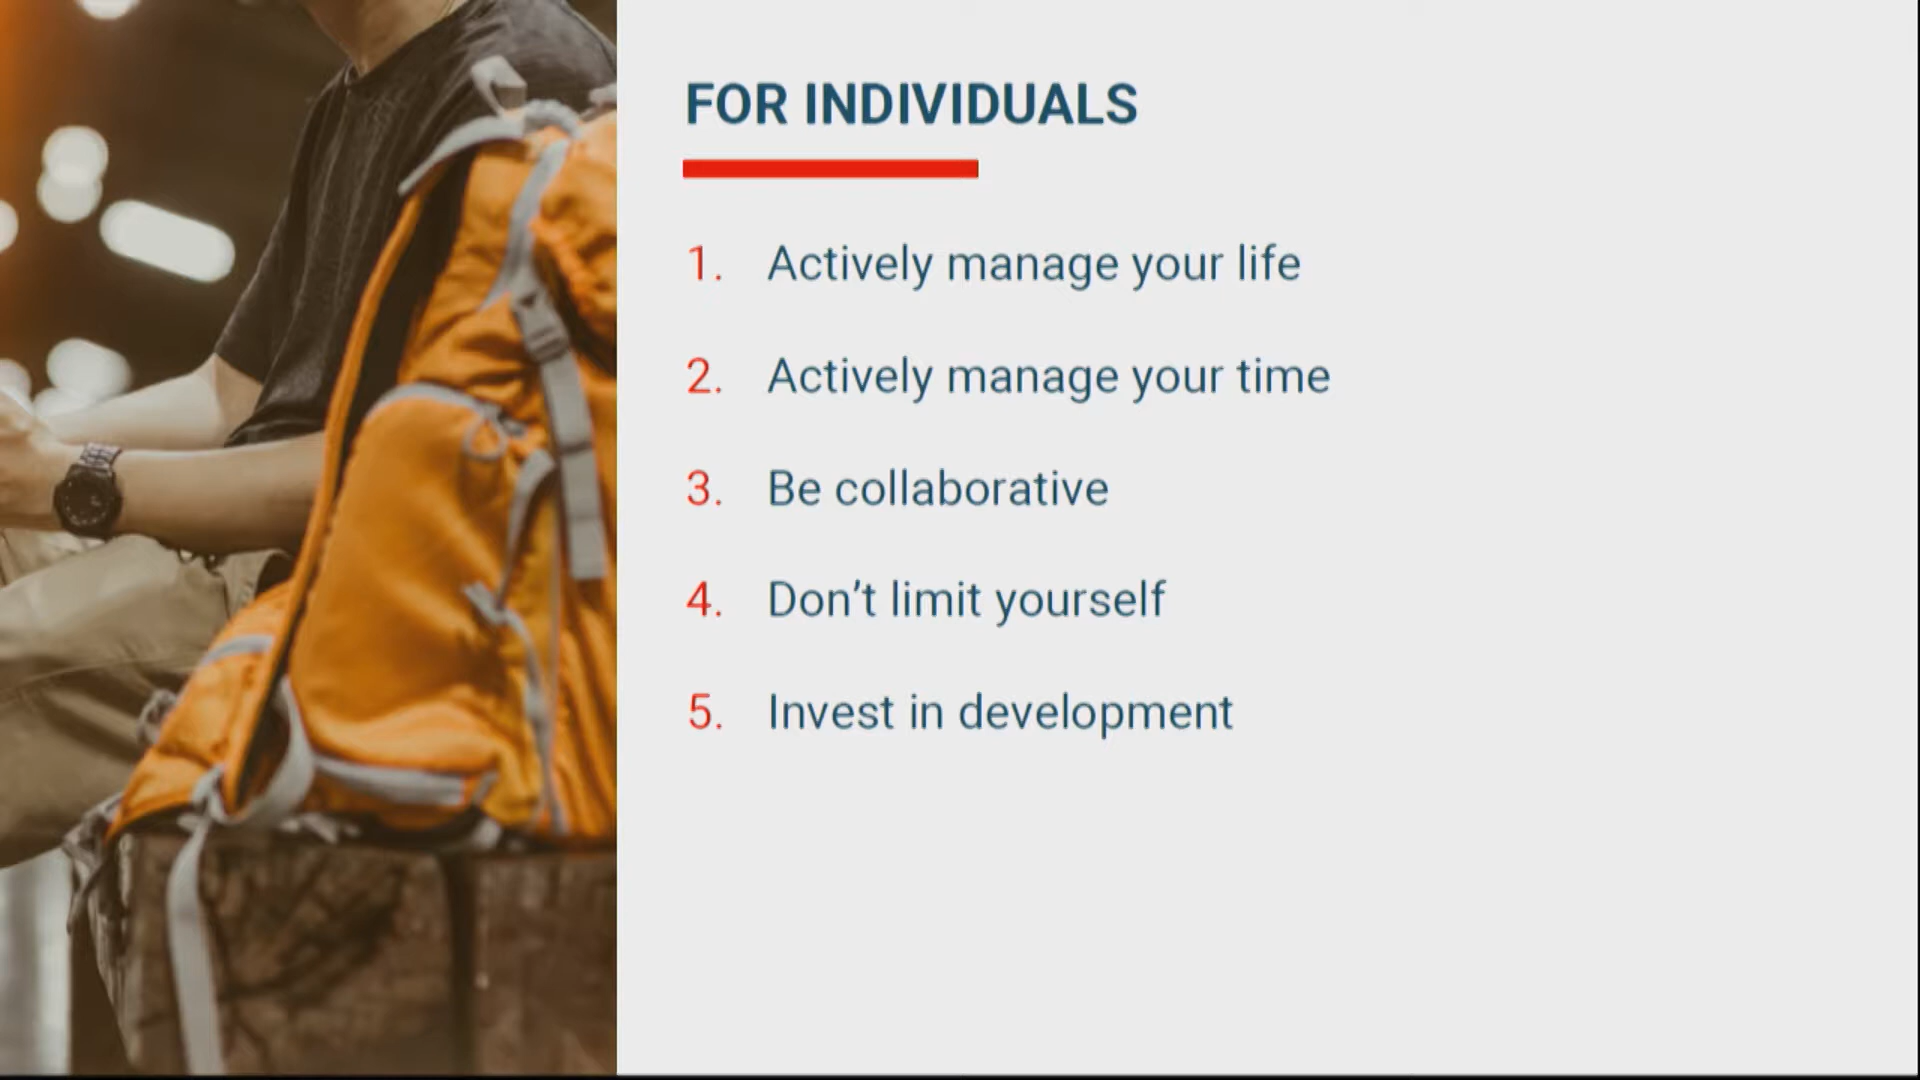 FOR INDIVIDUALS
1. Actively manage your life
2. Actively manage your time
3. Be collaborative
4. Don’t limit yourself
5. Invest in development